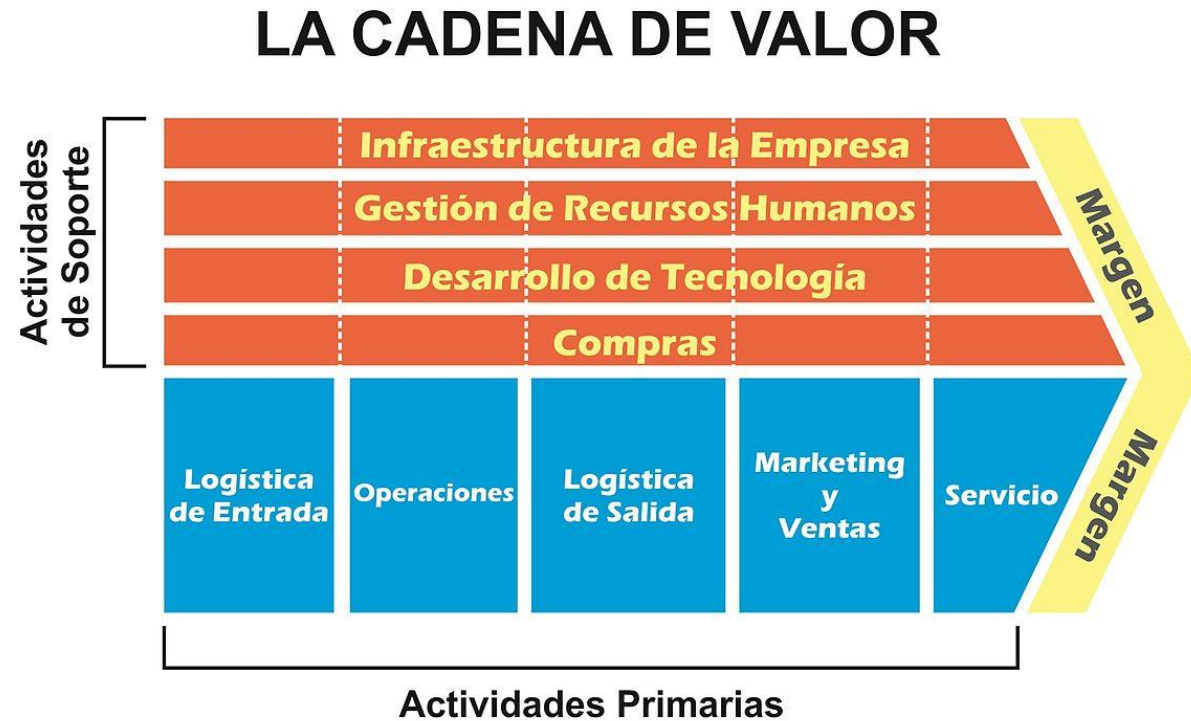 LA CADENA DE VALOR
Actividades
de Soporte
Infraestructura de la Empresa
Gestión de Recursos Humanos
Desarrollo de Tecnología
Compras
Margen
Logística
de Entrada
Operaciones
Logística
de Salida
Marketing
y
Ventas
Servicio
Margen
Actividades Primarias